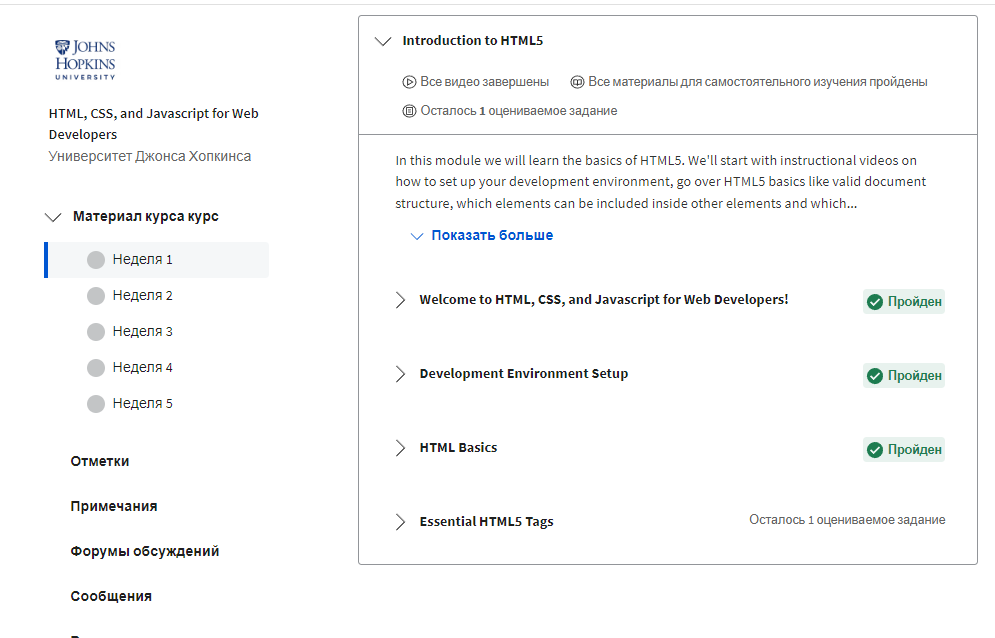 JOHNS
HOPKINS
UNIVERSITY
HTML, CSS, and Javascript for Web
Developers
Университет Джонса Хопкинса
Материал курса курс
Неделя 1
Неделя 2
Неделя 3
Неделя 4
Неделя 5
Отметки
Примечания
Форумы обсуждений
Сообщения
Introduction to HTML5
Все видео завершены
Все материалы для самостоятельного изучения пройдены
Осталось 1 оцениваемое задание
In this module we will learn the basics of HTML5. We'll start with instructional videos on
how to set up your development environment, go over HTML5 basics like valid document
structure, which elements can be included inside other elements and which...
Показать больше
Welcome to HTML, CSS, and Javascript for Web Developers!
Пройден
Development Environment Setup
Пройден
HTML Basics
Пройден
Essential HTML5 Tags
Осталось 1 оцениваемое задание